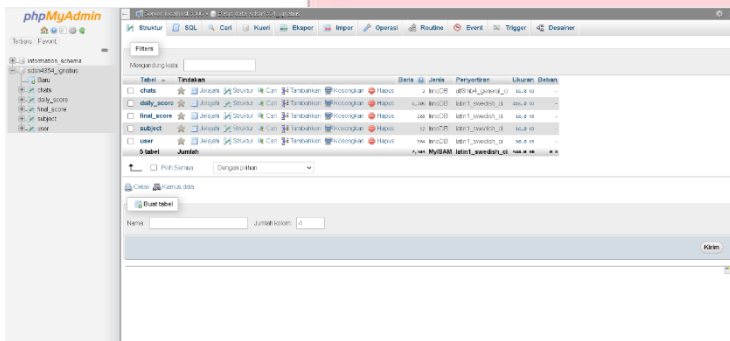 phpMyAdmin
Terbaru Favorit
information_schema
Baru
chats
daily_score
final_score
subject
user
Struktur SQL Cari Kueri Ekspor Impor Operasi Routine Event Trigger Desainer
Filters
Mengandung kata:
Tabel Tindakan Baris Jenis Penyortiran Ukuran Beban
chats Jelajahi Struktur Cari Tambahkan Kosongkan Hapus 2 InnoDB utf8mb4_general_ci
daily_score Jelajahi Struktur Cari Tambahkan Kosongkan Hapus InnoDB latin1_swedish_ci
final_score Jelajahi Struktur Cari Tambahkan Kosongkan Hapus InnoDB latin1_swedish_ci
subject Jelajahi Struktur Cari Tambahkan Kosongkan Hapus InnoDB latin1_swedish_ci
user Jelajahi Struktur Cari Tambahkan Kosongkan Hapus InnoDB latin1_swedish_ci
5 tabel Jumlah MyISAM latin1_swedish_ci
Pilih Semua Dengan pilihan
Cetak Kamus data
Buat tabel
Nama: Jumlah kolom: 4
Kirim